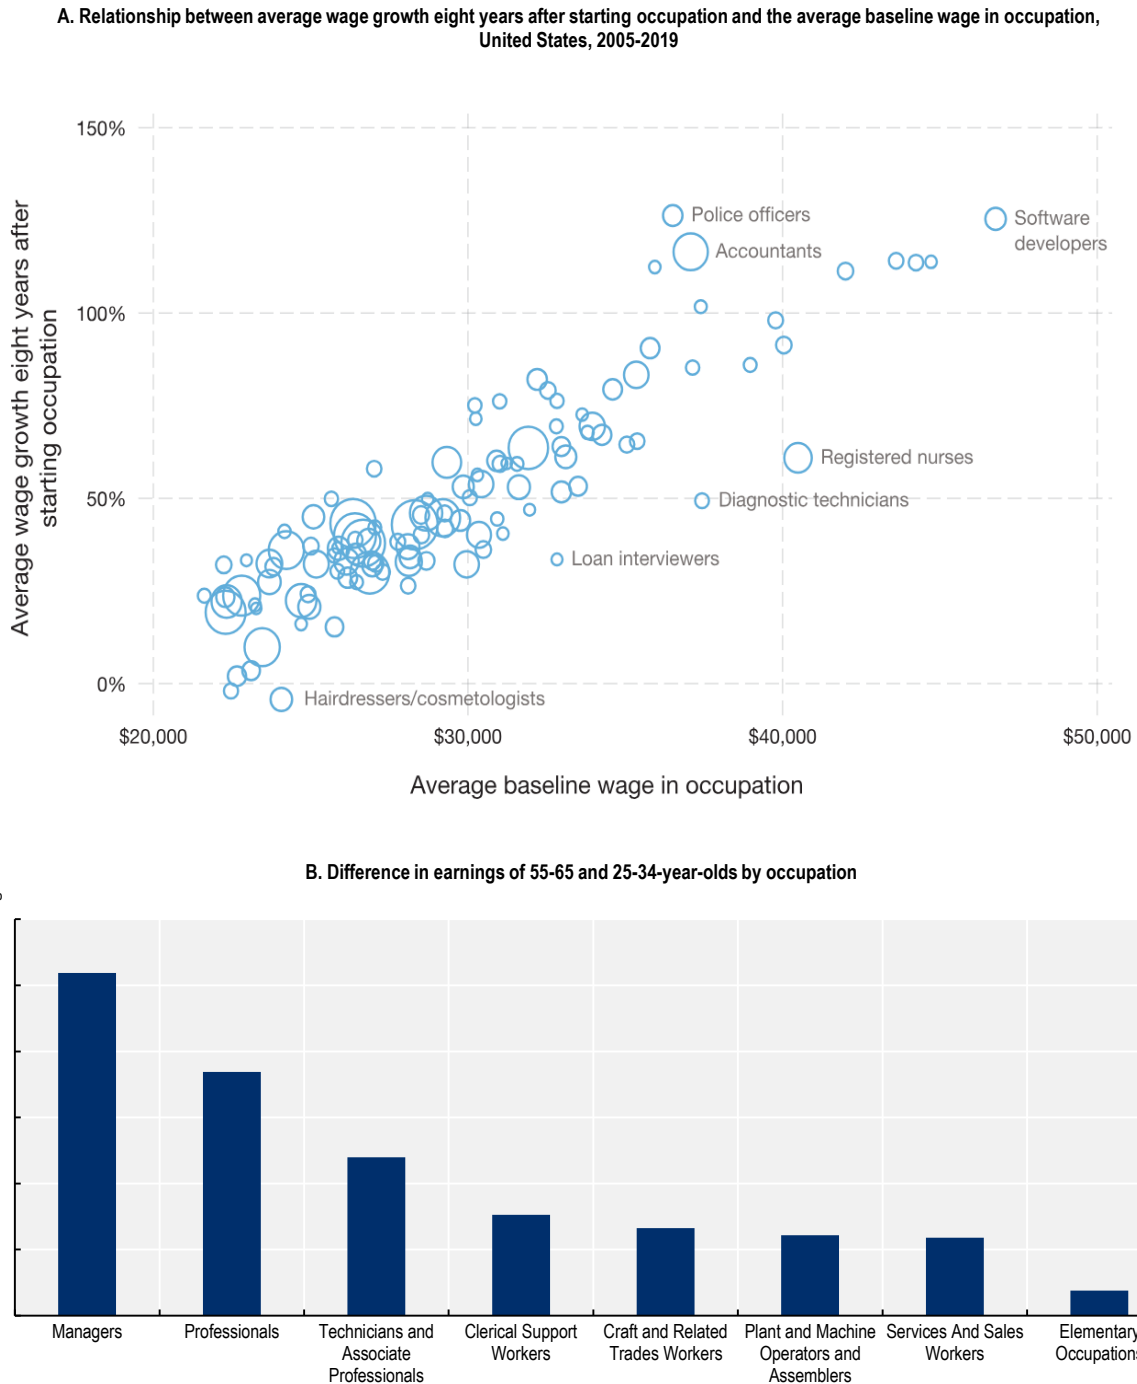 A. Relationship between average wage growth eight years after starting occupation and the average baseline wage in occupation,
United States, 2005-2019
Average wage growth eight years after
starting occupation
150%
100%
50%
0%
Police officers
Accountants
Software
developers
Registered nurses
Diagnostic technicians
Loan interviewers
Hairdressers/cosmetologists
$20,000
$30,000
$40,000
$50,000
Average baseline wage in occupation
B. Difference in earnings of 55-65 and 25-34-year-olds by occupation
Managers
Professionals
Technicians and
Associate
Professionals
Clerical Support
Workers
Craft and Related
Trades Workers
Plant and Machine
Operators and
Assemblers
Services And Sales
Workers
Elementary
Occupations